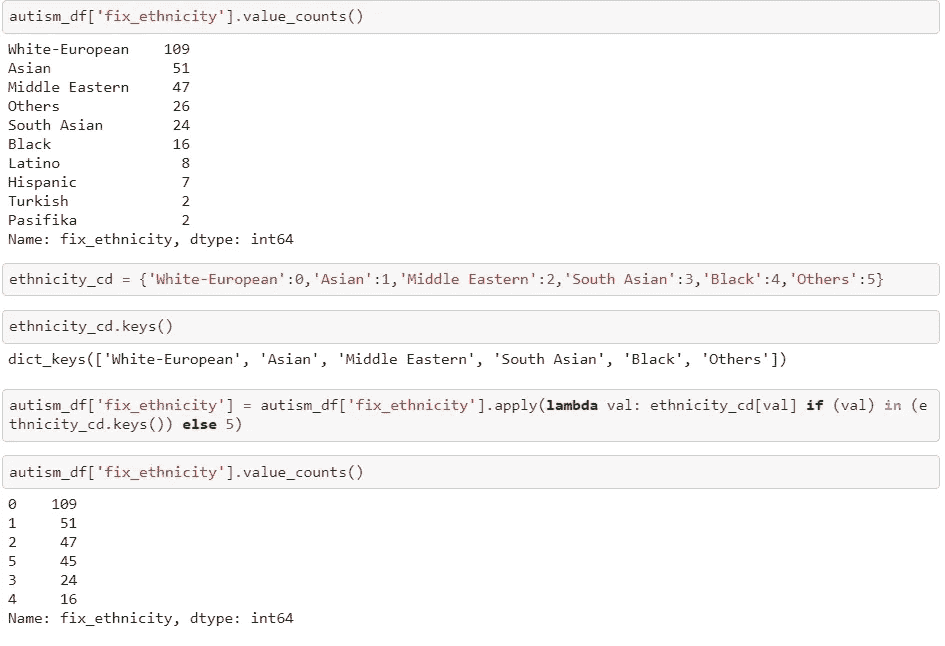 autism_df['fix_ethnicity'].value_counts()
White-European    109
Asian              51
Middle Eastern     47
Others             26
South Asian        24
Black              16
Latino              8
Hispanic            7
Turkish             2
Pasifika            2
Name: fix_ethnicity, dtype: int64
ethnicity_cd = {'White-European':0,'Asian':1,'Middle Eastern':2,'South Asian':3,'Black':4,'Others':5}
ethnicity_cd.keys()
dict_keys(['White-European', 'Asian', 'Middle Eastern', 'South Asian', 'Black', 'Others'])
autism_df['fix_ethnicity'] = autism_df['fix_ethnicity'].apply(lambda val: ethnicity_cd[val] if (val) in (e
thnicity_cd.keys()) else 5)
autism_df['fix_ethnicity'].value_counts()
0    109
1     51
2     47
5     45
3     24
4     16
Name: fix_ethnicity, dtype: int64